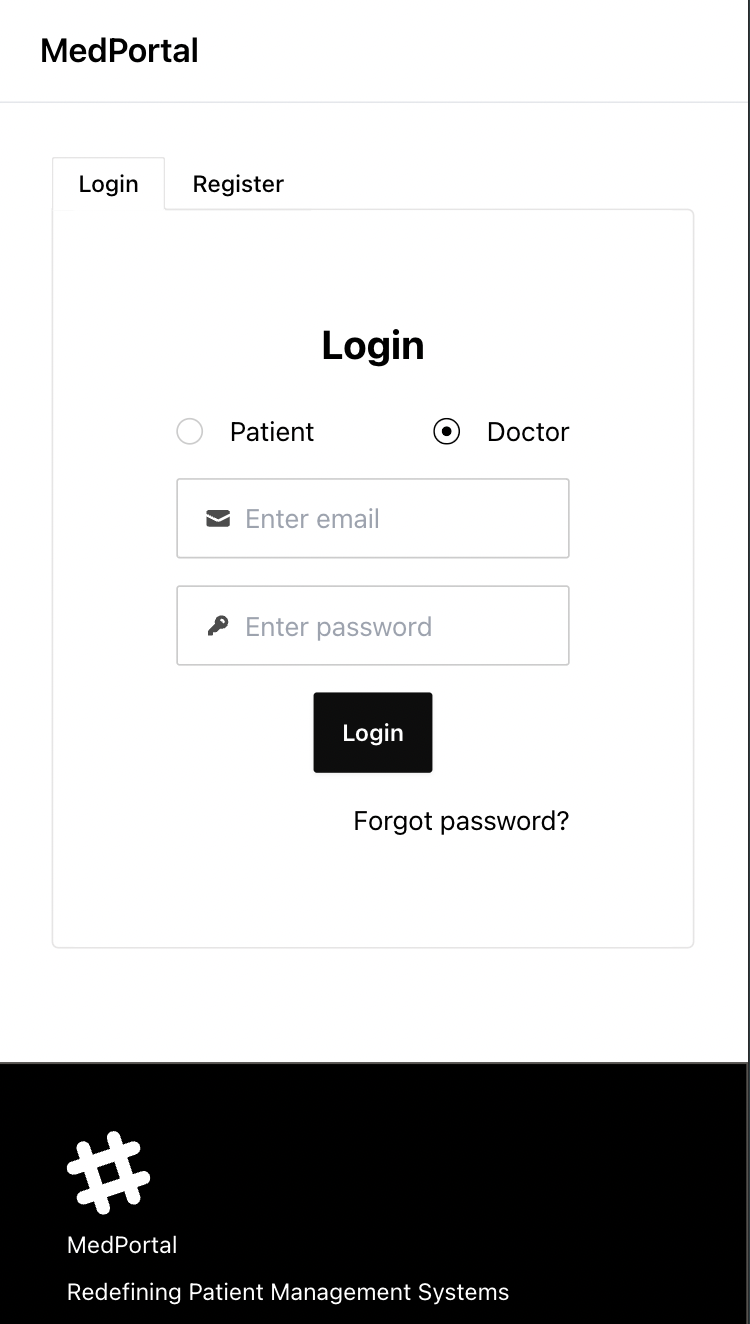 MedPortal
Login Register
Login
Patient Doctor
Enter email
Enter password
Login
Forgot password?
MedPortal
Redefining Patient Management Systems